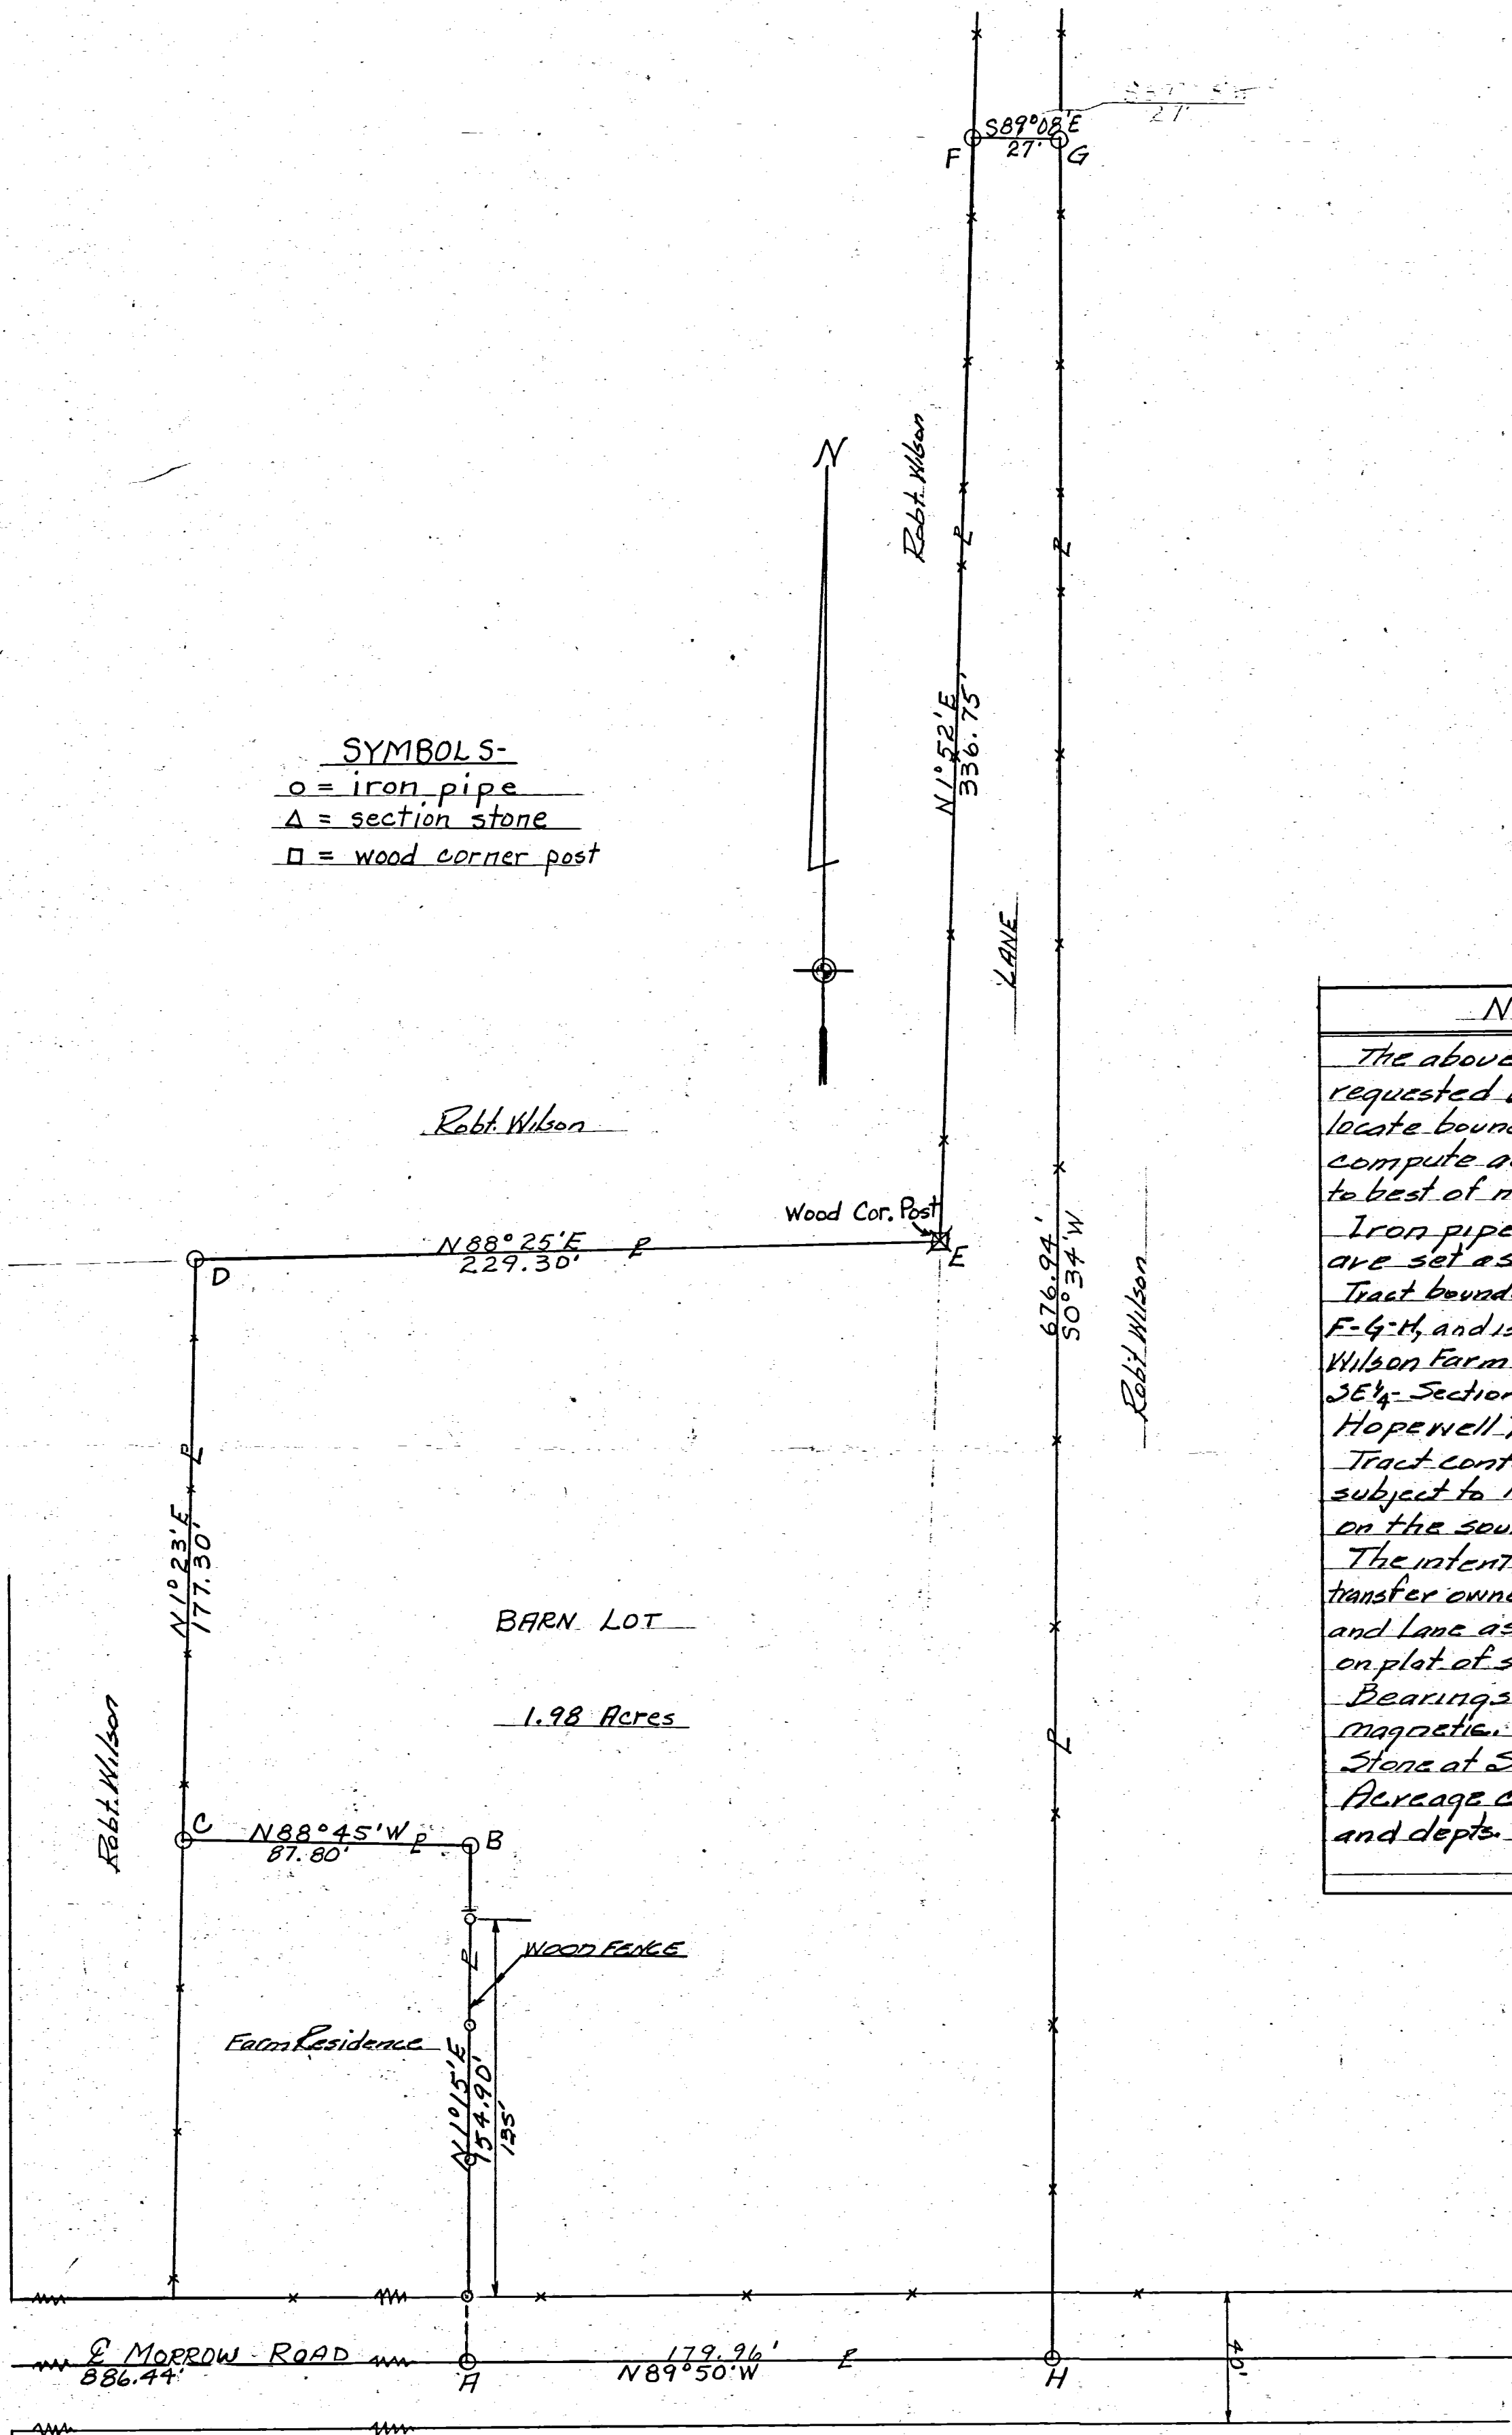 S89°08'E
27'
27'
F
G
N
Robt. Wilson
SYMBOLS-
o = iron pipe
Δ = section stone
□ = wood corner post
N1°52'E
336.75'
LANE
Robt. Wilson
Wood Cor. Post
N88°25'E
229.30'
D
E
676.94'
S0°34'W
Robt. Wilson
N1°23'E
177.30'
BARN LOT
1.98 Acres
Robt. Wilson
C
N88°45'W
87.80'
B
WOOD FENCE
Farm Residence
N1°15'E
154.90'
135'
℄ MORROW ROAD
886.44'
A
179.96'
N89°50'W
H
40'
N
The above
requested
locate bound
compute a
to best of
Iron pipe
are set as
Tract bound
F-G-H, and is
Wilson Farm
SE¼- Section
Hopewell
Tract cont
subject to
on the sou
The intent
transfer owne
and Lane as
on plat of s
Bearings
magnetic.
Stone at S
Acreage c
and depts.